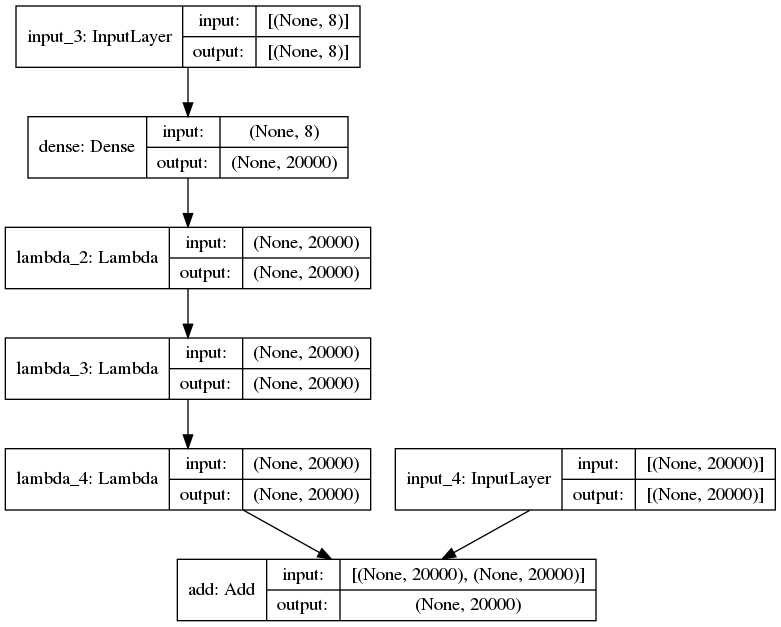 input_3: InputLayer
input: [(None, 8)]
output: [(None, 8)]
dense: Dense
input: (None, 8)
output: (None, 20000)
lambda_2: Lambda
input: (None, 20000)
output: (None, 20000)
lambda_3: Lambda
input: (None, 20000)
output: (None, 20000)
lambda_4: Lambda
input: (None, 20000)
output: (None, 20000)
input_4: InputLayer
input: [(None, 20000)]
output: [(None, 20000)]
add: Add
input: [(None, 20000), (None, 20000)]
output: (None, 20000)